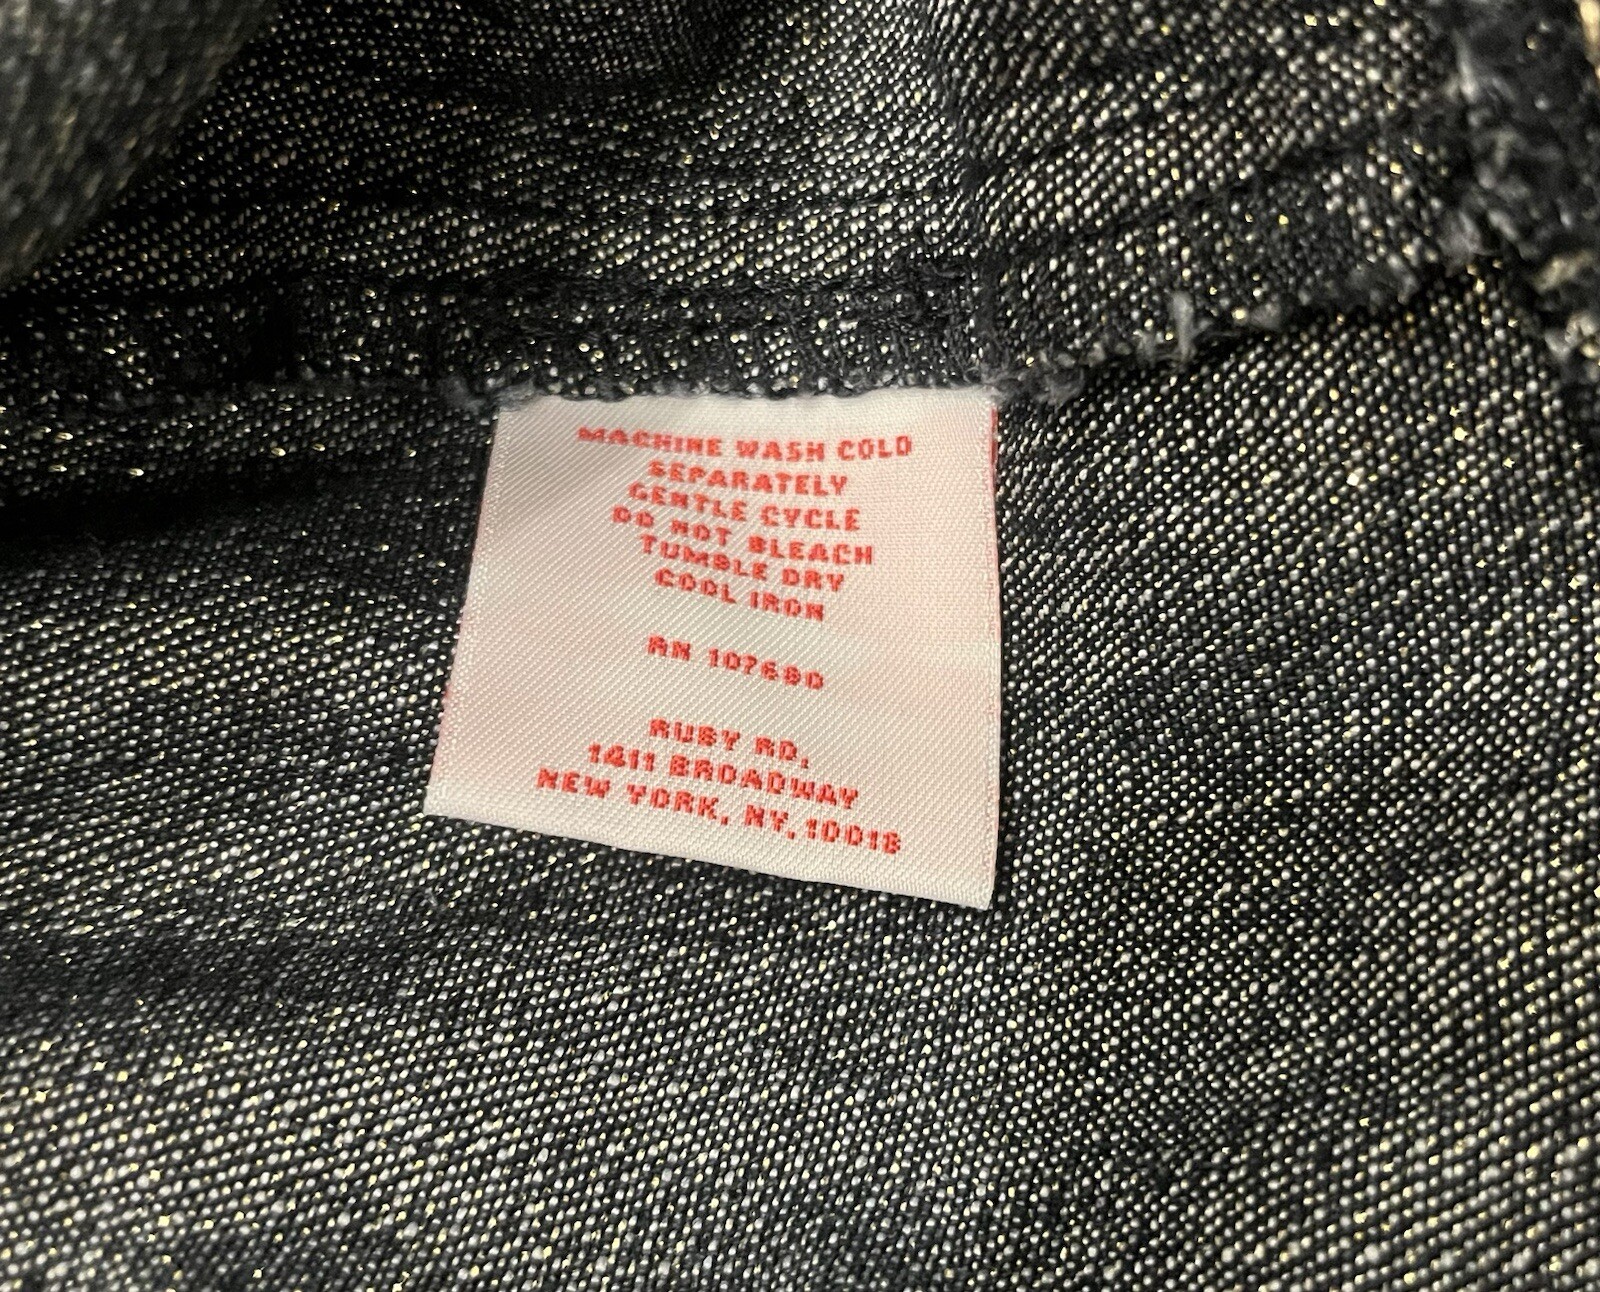 MACHINE WASH COLD
SEPARATELY
GENTLE CYCLE
DO NOT BLEACH
TUMBLE DRY
COOL IRON
RN 107680
RUBY RD.
1411 BROADWAY
NEW YORK, NY. 10018